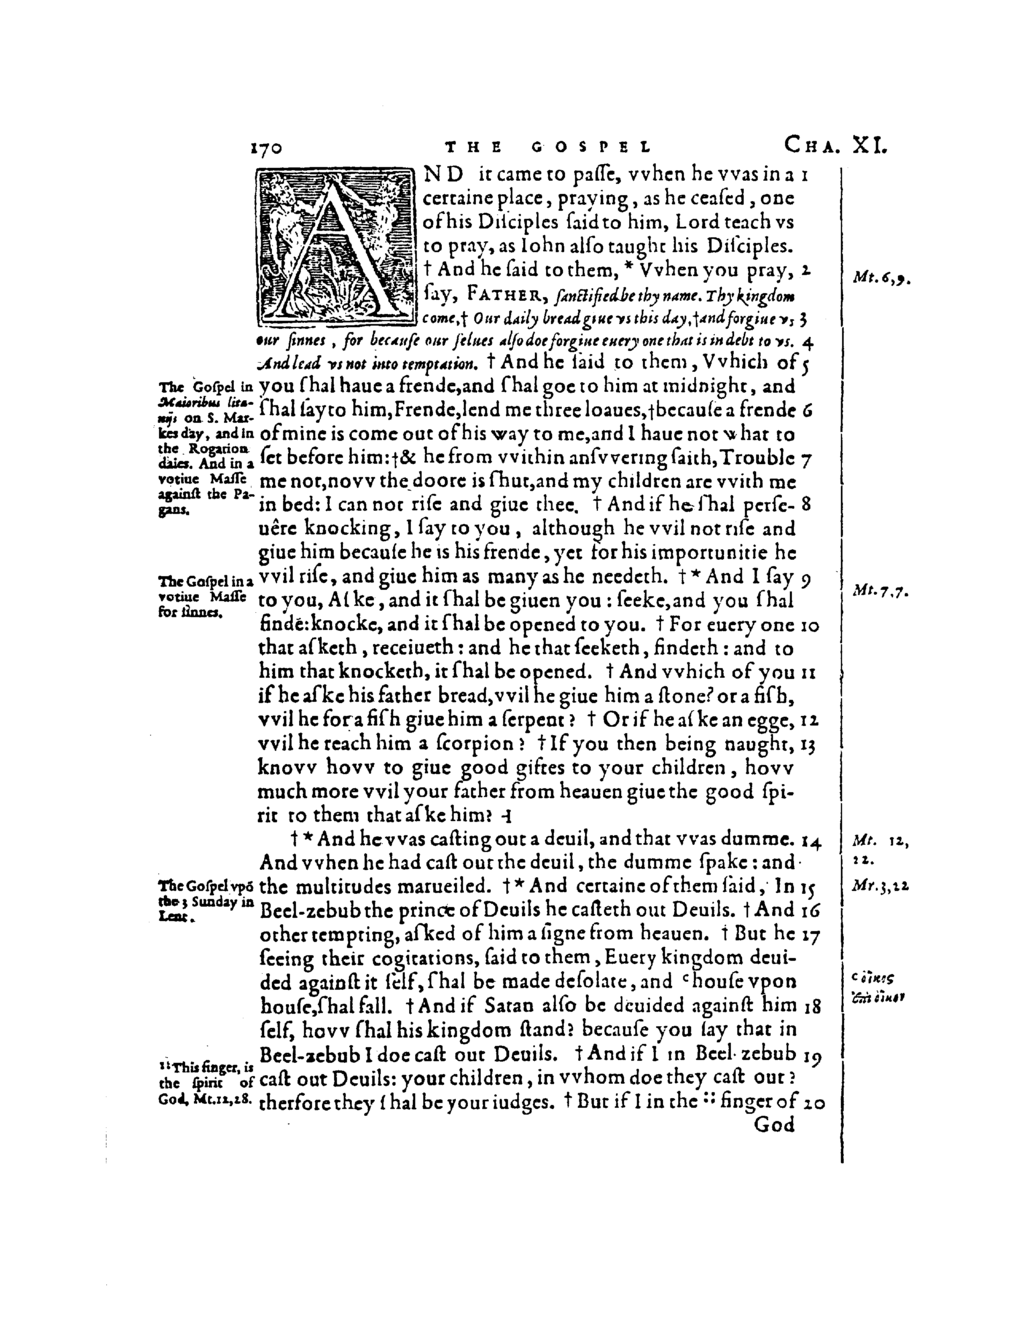 170 THE GOSPEL CHA. XI.
AND it came to paſſe, vvhen he vvas in a 1
certaine place, praying, as he ceaſed, one
of his Diſciples ſaid to him, Lord teach vs
to pray, as Iohn alſo taught his Diſciples.
† And he ſaid to them, * Vvhen you pray, 2
ſay, FATHER, ſanctified be thy name. Thy kingdom
come, † Our daily bread giue vs this day, † and forgiue vs 3
our ſinnes, for becauſe our ſelues alſo doe forgiue euery one that is in debt to vs. 4
And lead vs not into temptation. † And he ſaid to them, Vvhich of 5
you ſhal haue a frende, and ſhal goe to him at midnight, and
ſhal ſay to him, Frende, lend me three loaues, † becauſe a frende 6
of mine is come out of his way to me, and I haue not what to
ſet before him: † & he from vvithin anſvvering ſaith, Trouble 7
me not, novv the doore is ſhut, and my children are vvith me
in bed: I can not riſe and giue thee. † And if he ſhal perſe- 8
uêre knocking, I ſay to you, although he vvil not riſe and
giue him becauſe he is his frende, yet for his importunitie he
vvil riſe, and giue him as many as he needeth. † * And I ſay 9
to you, Aſke, and it ſhal be giuen you: ſeeke, and you ſhal
finde: knocke, and it ſhal be opened to you. † For euery one 10
that aſketh, receiueth: and he that ſeeketh, findeth: and to
him that knocketh, it ſhal be opened. † And vvhich of you 11
if he aſke his father bread, vvil he giue him a ſtone? or a fiſh,
vvil he for a fiſh giue him a ſerpent? † Or if he aſke an egge, 12
vvil he reach him a ſcorpion? † If you then being naught, 13
knovv hovv to giue good giftes to your children, hovv
much more vvil your father from heauen giue the good ſpi-
rit to them that aſke him? ⊣
† * And he vvas caſting out a deuil, and that vvas dumme. 14
And vvhen he had caſt out the deuil, the dumme ſpake: and
the multitudes marueiled. † * And certaine of them ſaid, In 15
Beel-zebub the prince of Deuils he caſteth out Deuils. † And 16
other tempting, aſked of him a ſigne from heauen. † But he 17
ſeeing their cogitations, ſaid to them, Euery kingdom deui-
ded againſt it ſelf, ſhal be made deſolate, and ᶜhouſe vpon
houſe, ſhal fall. † And if Satan alſo be deuided againſt him 18
ſelf, hovv ſhal his kingdom ſtand? becauſe you ſay that in
Beel-zebub I doe caſt out Deuils. † And if I in Beel-zebub 19
caſt out Deuils: your children, in vvhom doe they caſt out?
therfore they ſhal be your iudges. † But if I in the :: finger of 20
God
The Goſpel in
Maioribus lita-
nijs on S. Mar-
kes day, and in
the Rogation
daies. And in a
votiue Maſſe
againſt the Pa-
gans.
The Goſpel in a
votiue Maſſe
for ſinnes.
The Goſpel vpō
the 3 Sunday in
Lent.
:: This finger, is
the ſpirit of
God, Mt.12,28.
Mt. 6,9.
Mt. 7,7.
Mt. 12,
22.
Mr. 3,22
ᶜ οἶκος
ἐπὶ οἶκον